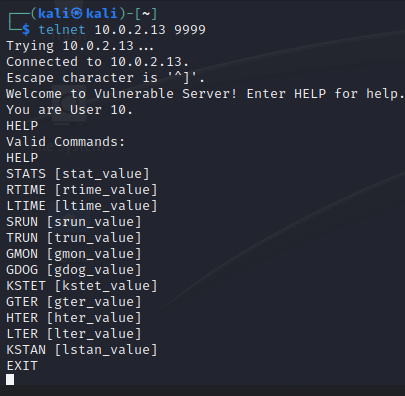 ┌──(kali㉿kali)-[~]
└─$ telnet 10.0.2.13 9999
Trying 10.0.2.13...
Connected to 10.0.2.13.
Escape character is '^]'.
Welcome to Vulnerable Server! Enter HELP for help.
You are User 10.
HELP
Valid Commands:
HELP
STATS [stat_value]
RTIME [rtime_value]
LTIME [ltime_value]
SRUN [srun_value]
TRUN [trun_value]
GMON [gmon_value]
GDOG [gdog_value]
KSTET [kstet_value]
GTER [gter_value]
HTER [hter_value]
LTER [lter_value]
KSTAN [lstan_value]
EXIT